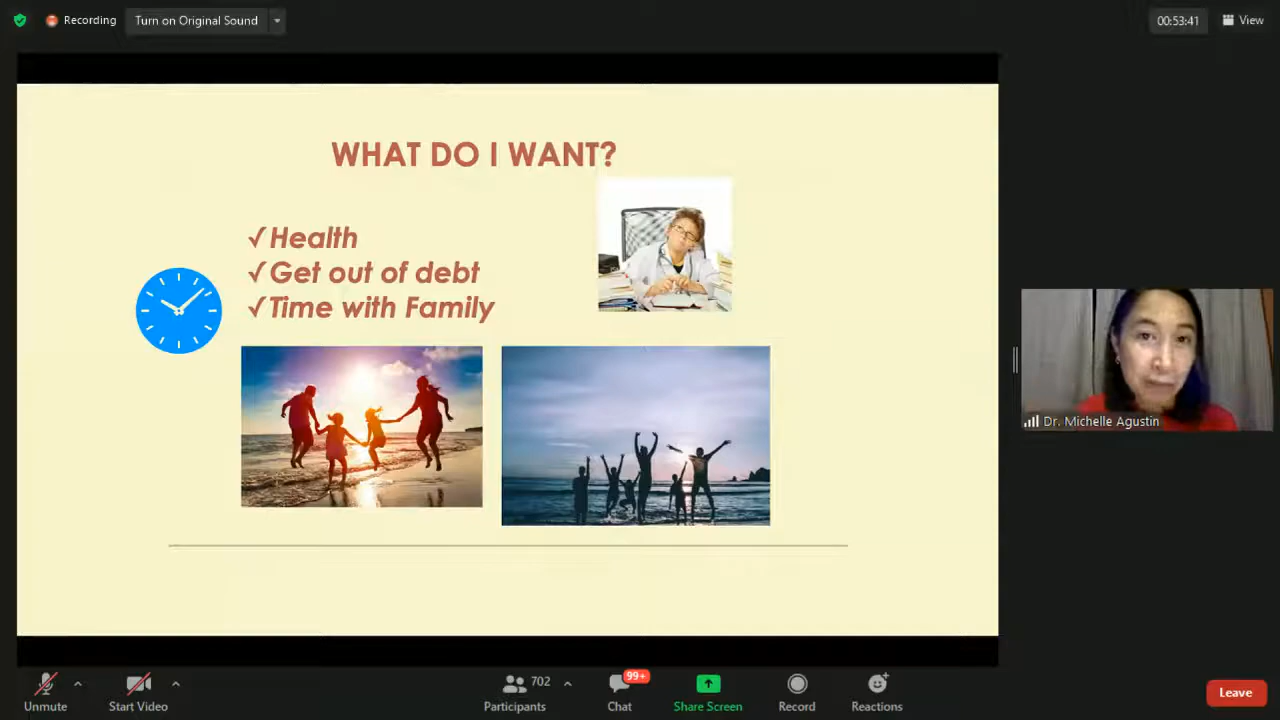 Recording
Turn on Original Sound
00:53:41
View
WHAT DO I WANT?
✓Health
✓Get out of debt
✓Time with Family
Dr. Michelle Agustin
Unmute
Start Video
702
Participants
99+
Chat
Share Screen
Record
Reactions
Leave